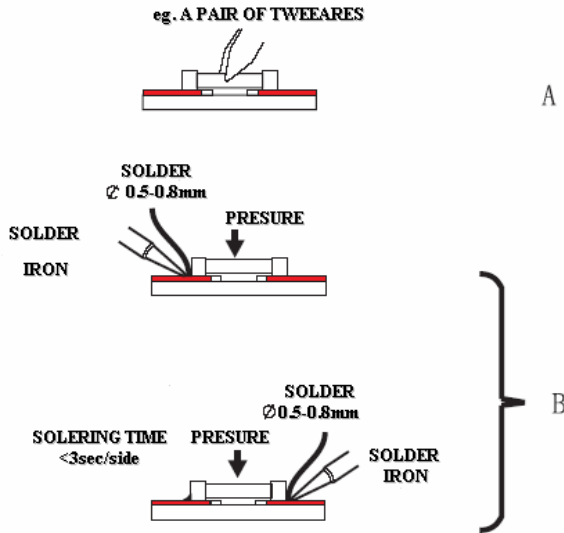 eg. A PAIR OF TWEEARES
A
SOLDER
₵ 0.5-0.8mm
SOLDER
IRON
PRESURE
B
SOLDER
∅0.5-0.8mm
SOLERING TIME
<3sec/side
PRESURE
SOLDER
IRON